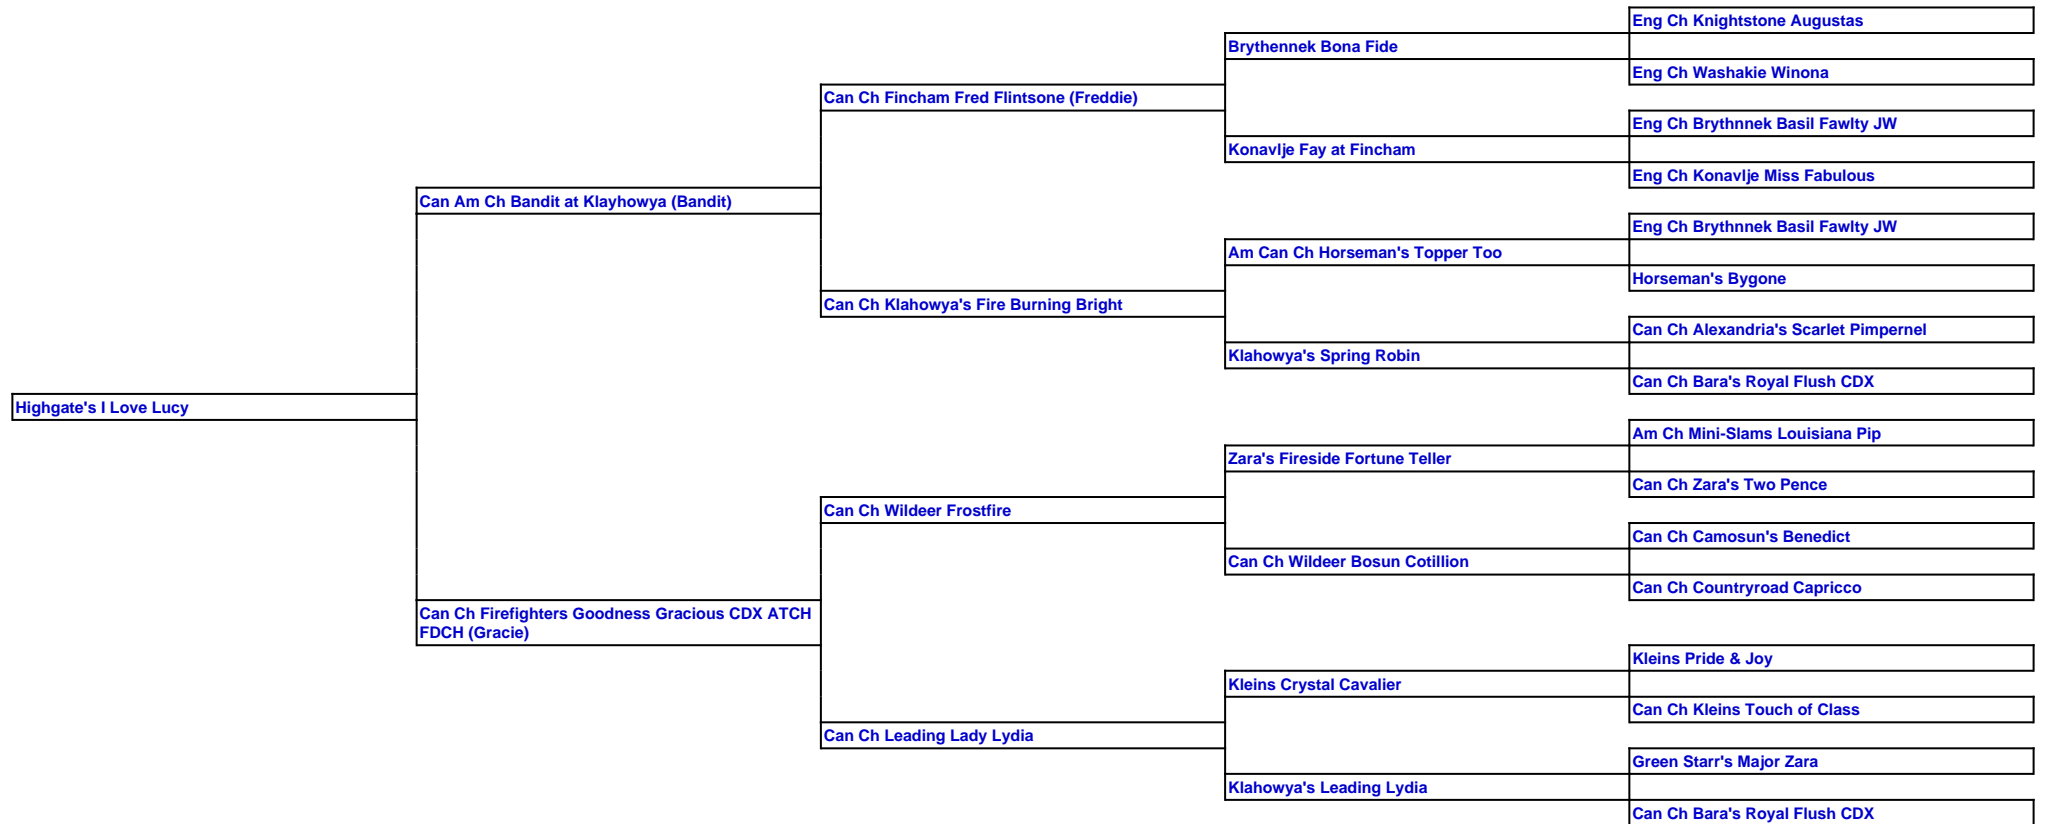 Eng Ch Knightstone Augustas
Brythennek Bona Fide
Eng Ch Washakie Winona
Can Ch Fincham Fred Flintsone (Freddie)
Eng Ch Brythnnek Basil Fawlty JW
Konavlje Fay at Fincham
Eng Ch Konavlje Miss Fabulous
Can Am Ch Bandit at Klayhowya (Bandit)
Eng Ch Brythnnek Basil Fawlty JW
Am Can Ch Horseman's Topper Too
Horseman's Bygone
Can Ch Klahowya's Fire Burning Bright
Can Ch Alexandria's Scarlet Pimpernel
Klahowya's Spring Robin
Can Ch Bara's Royal Flush CDX
Highgate's I Love Lucy
Am Ch Mini-Slams Louisiana Pip
Zara's Fireside Fortune Teller
Can Ch Zara's Two Pence
Can Ch Wildeer Frostfire
Can Ch Camosun's Benedict
Can Ch Wildeer Bosun Cotillion
Can Ch Countryroad Capricco
Can Ch Firefighters Goodness Gracious CDX ATCH
FDCH (Gracie)
Kleins Pride & Joy
Kleins Crystal Cavalier
Can Ch Kleins Touch of Class
Can Ch Leading Lady Lydia
Green Starr's Major Zara
Klahowya's Leading Lydia
Can Ch Bara's Royal Flush CDX